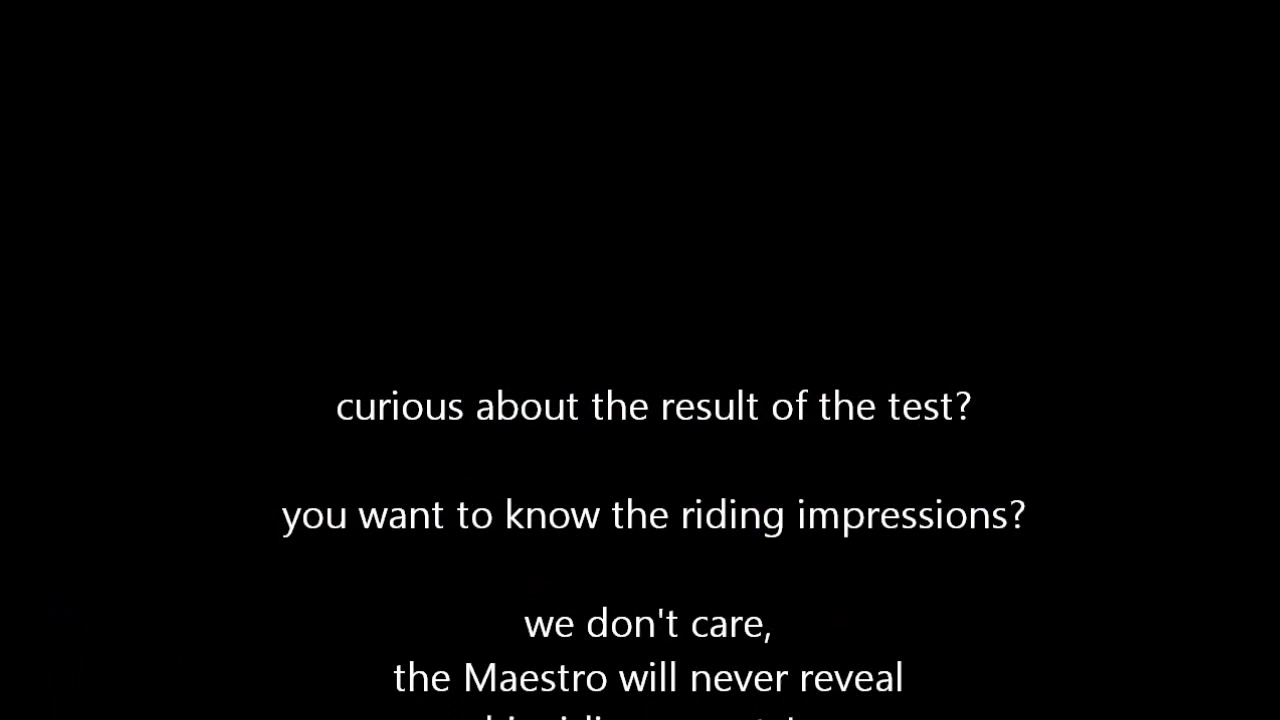 curious about the result of the test?
you want to know the riding impressions?
we don't care,
the Maestro will never reveal